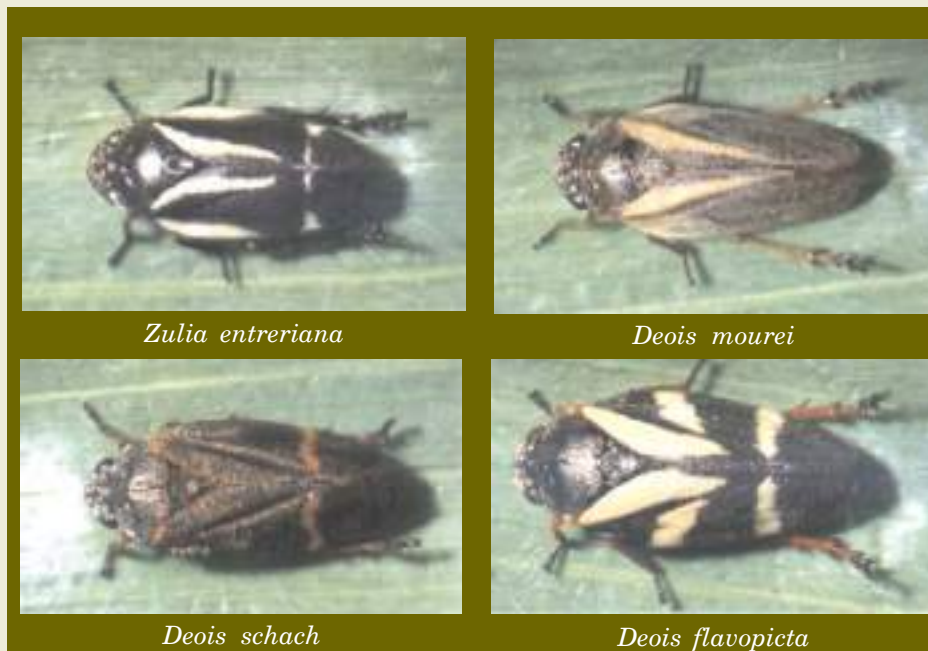 Zulia entreriana
Deois mourei
Deois schach
Deois flavopicta